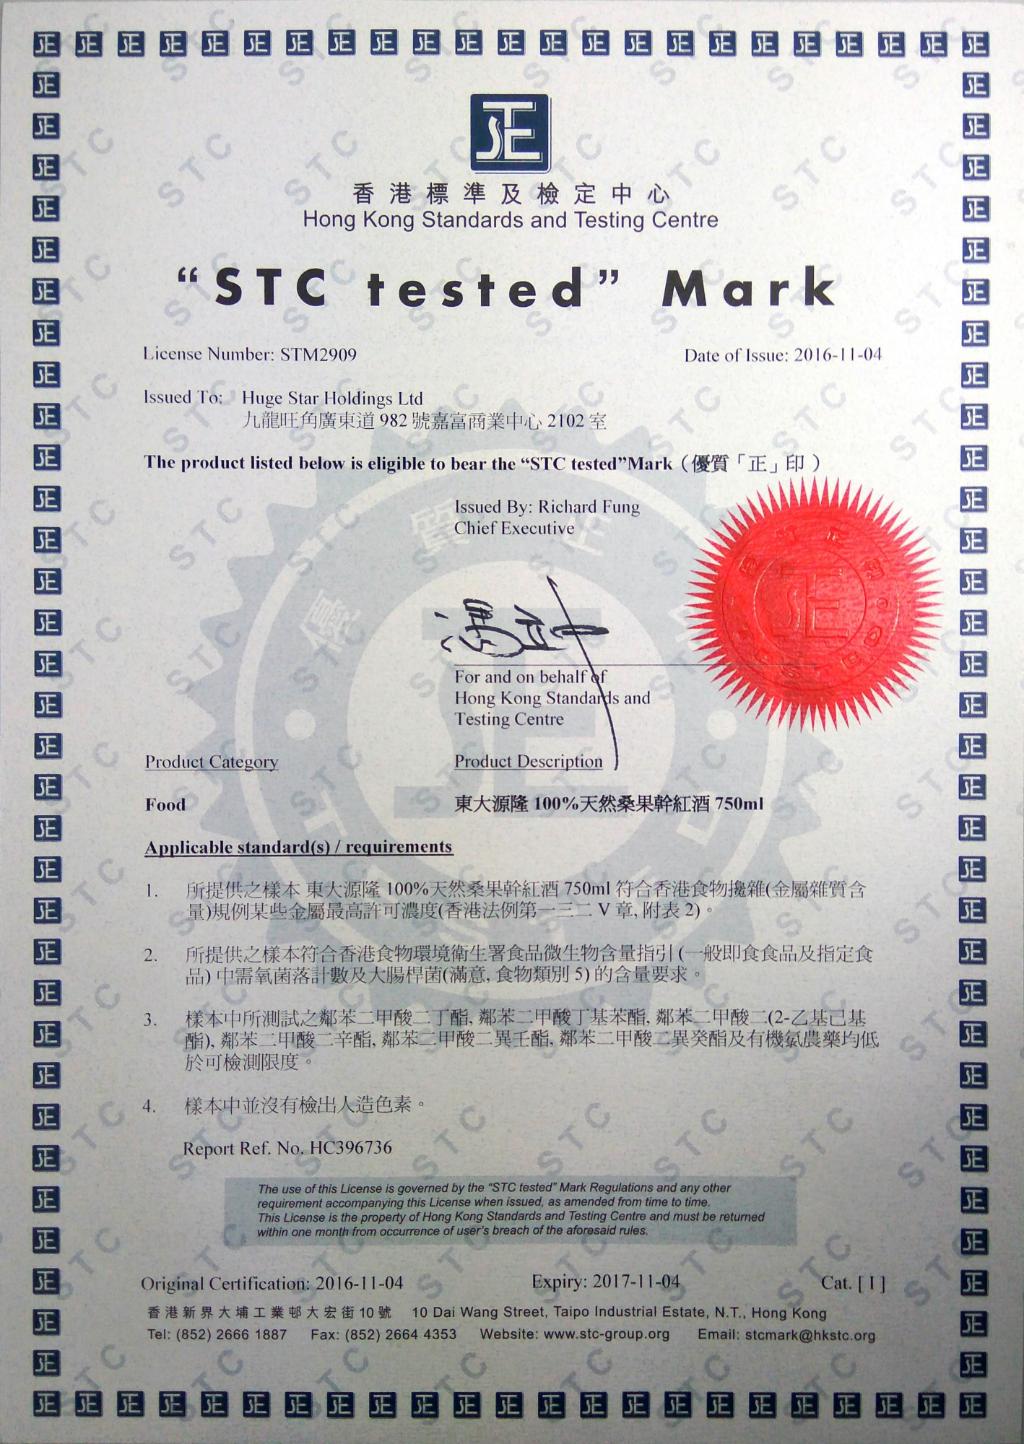 香港標準及檢定中心
Hong Kong Standards and Testing Centre
“STC tested” Mark
License Number: STM2909 Date of Issue: 2016-11-04
Issued To: Huge Star Holdings Ltd
九龍旺角廣東道 982 號嘉富商業中心 2102 室
The product listed below is eligible to bear the “STC tested”Mark（優質「正」印 ）
Issued By: Richard Fung
Chief Executive
For and on behalf of
Hong Kong Standards and
Testing Centre
Product Category Product Description
Food 東大源隆 100%天然桑果幹紅酒 750ml
Applicable standard(s) / requirements
1. 所提供之樣本 東大源隆 100%天然桑果幹紅酒 750ml 符合香港食物攙雜(金屬雜質含
量)規例某些金屬最高許可濃度(香港法例第一三二 V 章, 附表 2)。
2. 所提供之樣本符合香港食物環境衛生署食品微生物含量指引 (一般即食食品及指定食
品) 中需氧菌落計數及大腸桿菌(滿意, 食物類別 5) 的含量要求。
3. 樣本中所測試之鄰苯二甲酸二丁酯, 鄰苯二甲酸丁基苯酯, 鄰苯二甲酸二(2-乙基己基
酯), 鄰苯二甲酸二辛酯, 鄰苯二甲酸二異壬酯, 鄰苯二甲酸二異癸酯及有機氯農藥均低
於可檢測限度。
4. 樣本中並沒有檢出人造色素。
Report Ref. No. HC396736
The use of this License is governed by the “STC tested” Mark Regulations and any other
requirement accompanying this License when issued, as amended from time to time.
This License is the property of Hong Kong Standards and Testing Centre and must be returned
within one month from occurrence of user's breach of the aforesaid rules.
Original Certification: 2016-11-04 Expiry: 2017-11-04 Cat. [ I ]
香港新界大埔工業邨大宏街 10 號 10 Dai Wang Street, Taipo Industrial Estate, N.T., Hong Kong
Tel: (852) 2666 1887 Fax: (852) 2664 4353 Website: www.stc-group.org Email: stcmark@hkstc.org